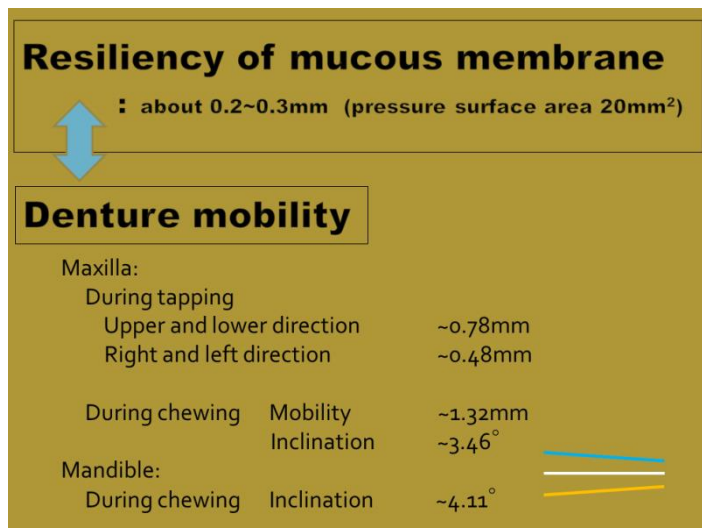 Resiliency of mucous membrane
: about 0.2~0.3mm (pressure surface area 20mm²)
Denture mobility
Maxilla:
During tapping
Upper and lower direction ~0.78mm
Right and left direction ~0.48mm
During chewing Mobility ~1.32mm
Inclination ~3.46°
Mandible:
During chewing Inclination ~4.11°